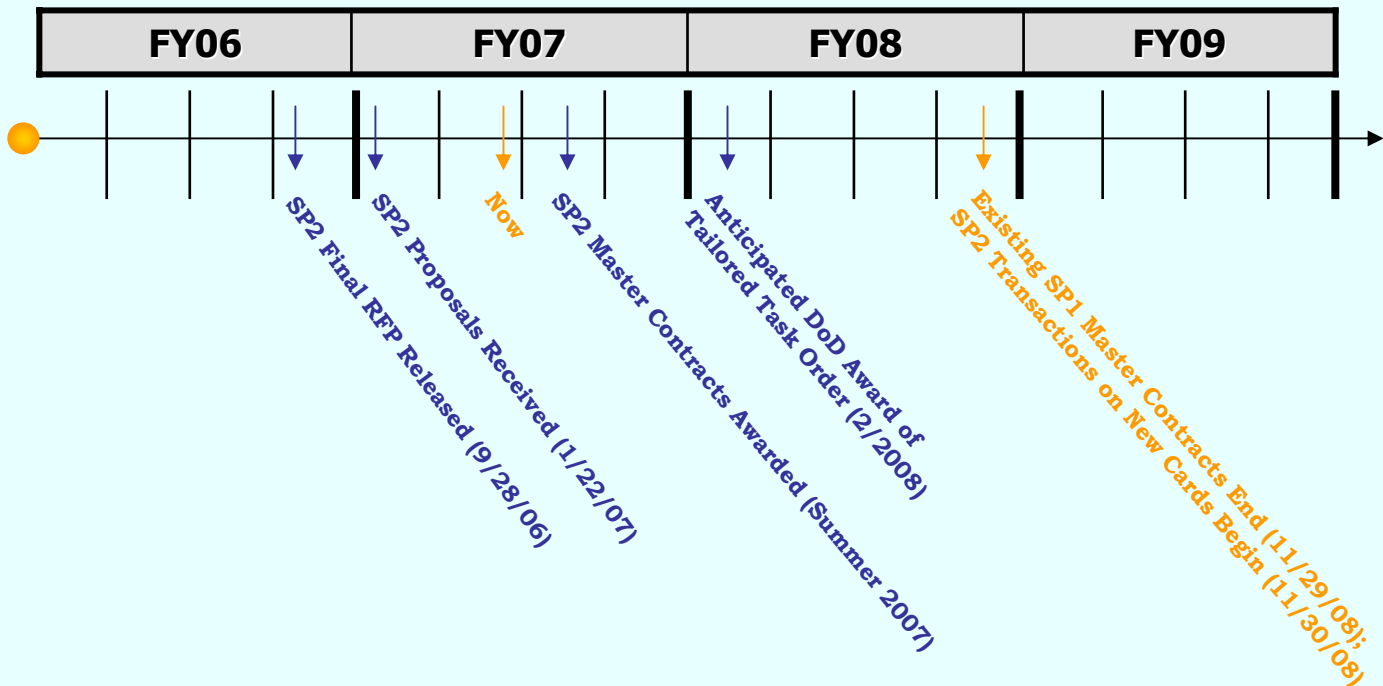 FY06
FY07
FY08
FY09
SP2 Final RFP Released (9/28/06)
SP2 Proposals Received (1/22/07)
Now
SP2 Master Contracts Awarded (Summer 2007)
Anticipated DoD Award of
Tailored Task Order (2/2008)
Existing SP1 Master Contracts End (11/29/08);
SP2 Transactions on New Cards Begin (11/30/08)